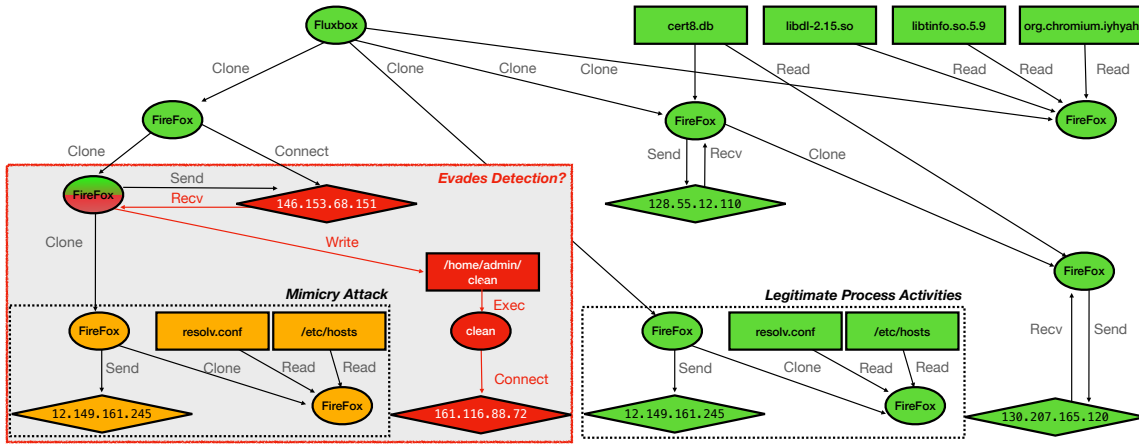 Fluxbox
cert8.db
libdl-2.15.so
libtinfo.so.5.9
org.chromium.iyhyah
Clone
Clone
Clone
Clone
Read
Read
Read
Read
FireFox
FireFox
FireFox
Clone
Connect
Send
Recv
Clone
Evades Detection?
FireFox
Send
Recv
146.153.68.151
128.55.12.110
Clone
Write
/home/admin/
clean
FireFox
Exec
Mimicry Attack
Legitimate Process Activities
FireFox
resolv.conf
/etc/hosts
clean
FireFox
resolv.conf
/etc/hosts
Recv
Send
Send
Clone
Read
Read
Connect
Send
Clone
Read
Read
FireFox
FireFox
12.149.161.245
161.116.88.72
12.149.161.245
130.207.165.120